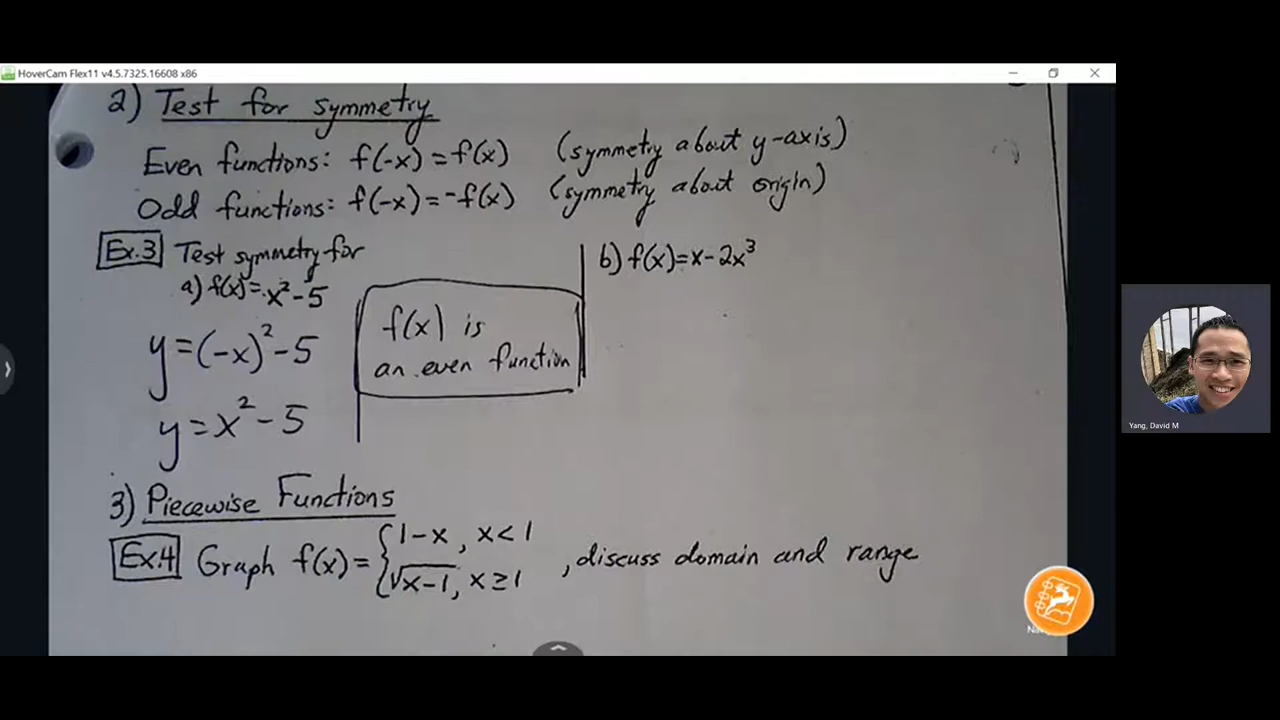 HoverCam Flex11 v4.5.7325.16608 x86
2) Test for symmetry
Even functions: f(-x) = f(x) (symmetry about y-axis)
Odd functions: f(-x) = -f(x) (symmetry about origin)
Ex.3 Test symmetry for
a) f(x) = x² - 5
y = (-x)² - 5
y = x² - 5
f(x) is
an even function
b) f(x) = x - 2x³
3) Piecewise Functions
Ex.4 Graph f(x) = { 1-x, x < 1
√x-1, x ≥ 1
, discuss domain and range
Yang, David M